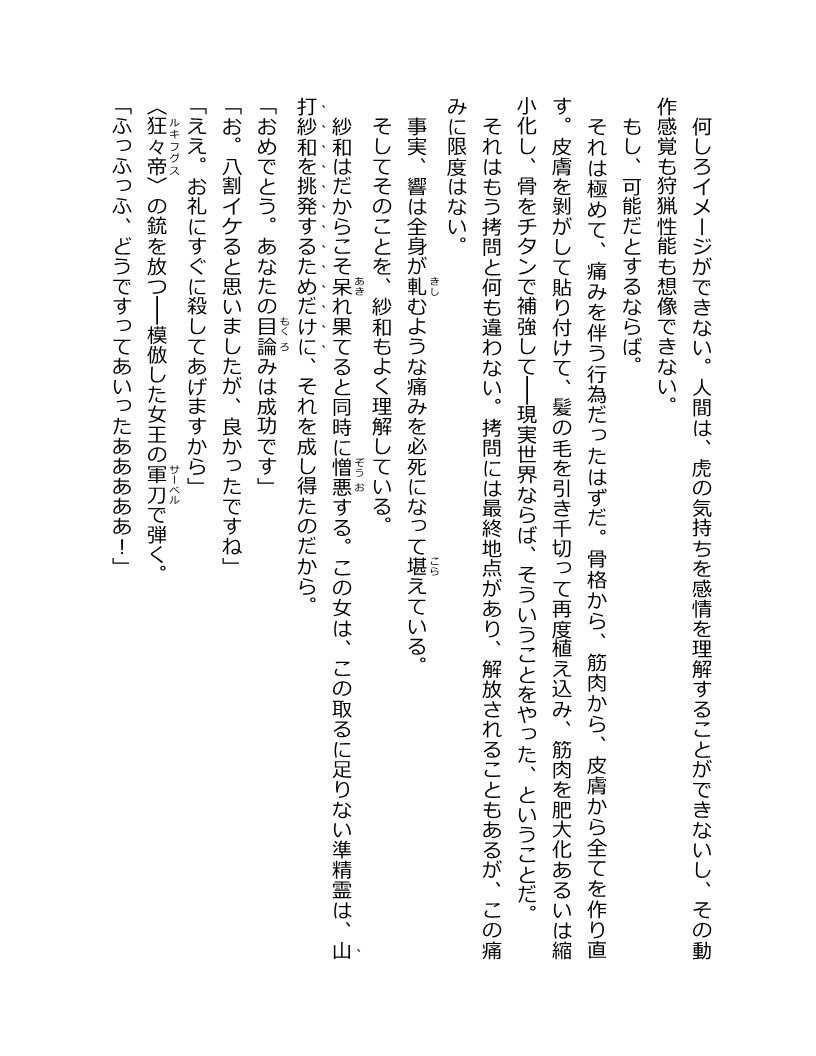 何しろイメージができない。人間は、虎の気持ちを感情を理解することができないし、その動
作感覚も狩猟性能も想像できない。
もし、可能だとするならば。
それは極めて、痛みを伴う行為だったはずだ。骨格から、筋肉から、皮膚から全てを作り直
す。皮膚を剥がして貼り付けて、髪の毛を引き千切って再度植え込み、筋肉を肥大化あるいは縮
小化し、骨をチタンで補強して──現実世界ならば、そういうことをやった、ということだ。
それはもう拷問と何も違わない。拷問には最終地点があり、解放されることもあるが、この痛
みに限度はない。
事実、響は全身が軋むような痛みを必死になって堪えている。
そしてそのことを、紗和もよく理解している。
紗和はだからこそ呆れ果てると同時に憎悪する。この女は、この取るに足りない準精霊は、山
打紗和を挑発するためだけに、それを成し得たのだから。
「おめでとう。あなたの目論みは成功です」
「お。八割イケると思いましたが、良かったですね」
「ええ。お礼にすぐに殺してあげますから」
〈狂々帝〉の銃を放つ──模倣した女王の軍刀で弾く。
「ふっふっふ、どうですってあいったああああ！」